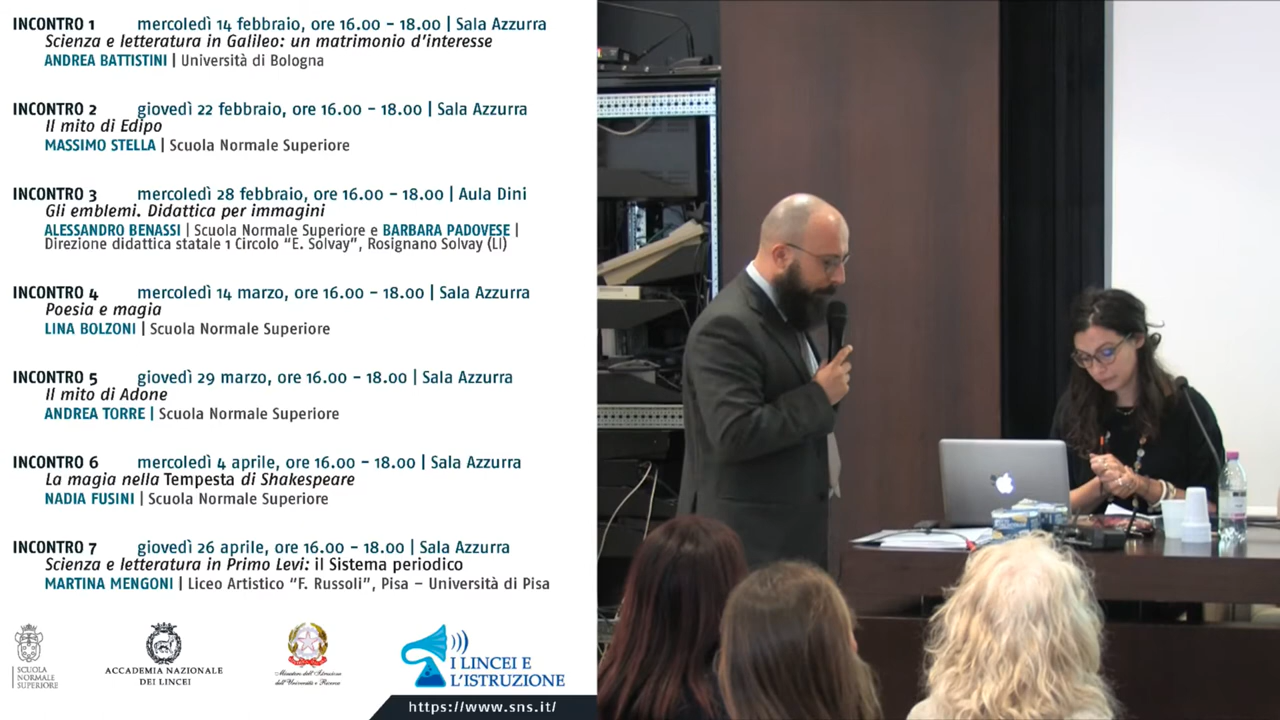 INCONTRO 1 mercoledì 14 febbraio, ore 16.00 - 18.00 | Sala Azzurra
Scienza e letteratura in Galileo: un matrimonio d'interesse
ANDREA BATTISTINI | Università di Bologna
INCONTRO 2 giovedì 22 febbraio, ore 16.00 - 18.00 | Sala Azzurra
Il mito di Edipo
MASSIMO STELLA | Scuola Normale Superiore
INCONTRO 3 mercoledì 28 febbraio, ore 16.00 - 18.00 | Aula Dini
Gli emblemi. Didattica per immagini
ALESSANDRO BENASSI | Scuola Normale Superiore e BARBARA PADOVESE |
Direzione didattica statale 1 Circolo "E. Solvay", Rosignano Solvay (LI)
INCONTRO 4 mercoledì 14 marzo, ore 16.00 - 18.00 | Sala Azzurra
Poesia e magia
LINA BOLZONI | Scuola Normale Superiore
INCONTRO 5 giovedì 29 marzo, ore 16.00 - 18.00 | Sala Azzurra
Il mito di Adone
ANDREA TORRE | Scuola Normale Superiore
INCONTRO 6 mercoledì 4 aprile, ore 16.00 - 18.00 | Sala Azzurra
La magia nella Tempesta di Shakespeare
NADIA FUSINI | Scuola Normale Superiore
INCONTRO 7 giovedì 26 aprile, ore 16.00 - 18.00 | Sala Azzurra
Scienza e letteratura in Primo Levi: il Sistema periodico
MARTINA MENGONI | Liceo Artistico "F. Russoli", Pisa – Università di Pisa
SCUOLA
NORMALE
SUPERIORE
ACCADEMIA NAZIONALE
DEI LINCEI
Ministero dell'Istruzione
dell'Università e Ricerca
I LINCEI E
L'ISTRUZIONE
https://www.sns.it/